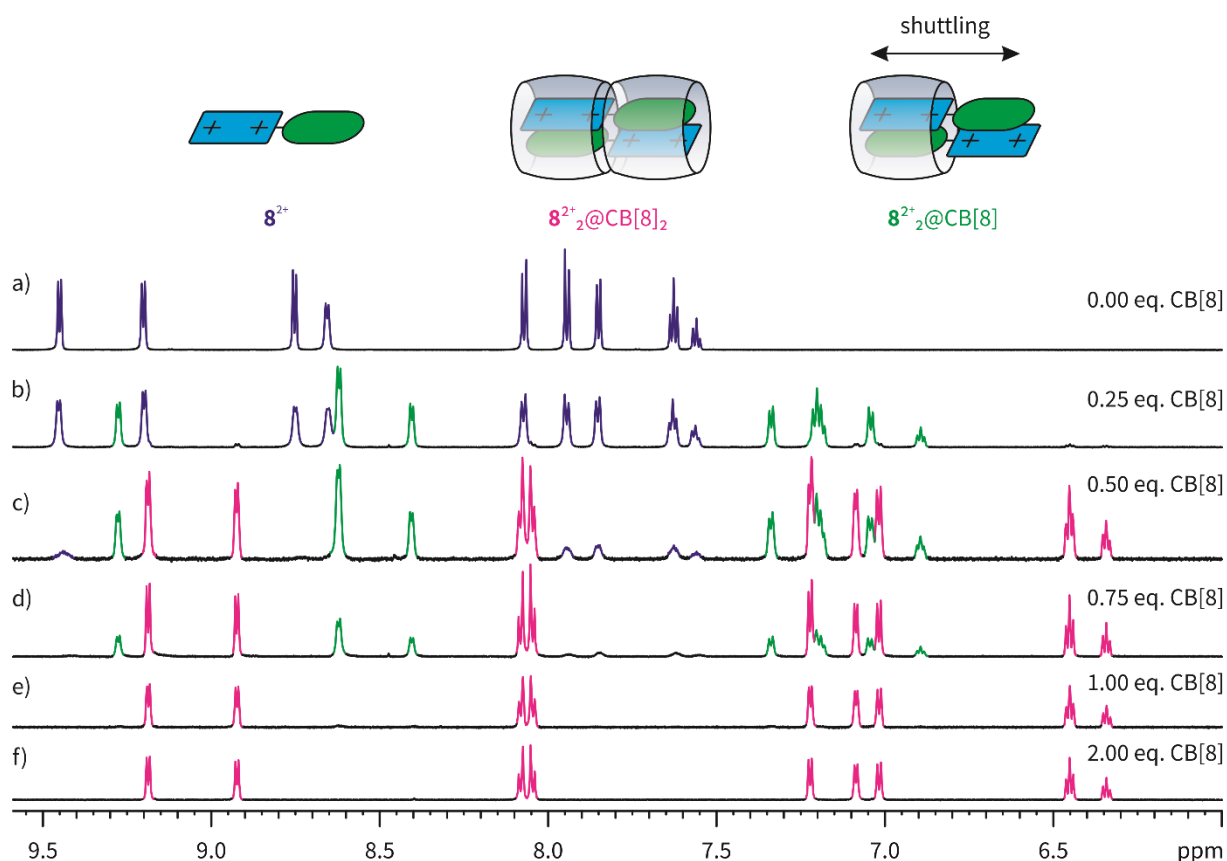 shuttling
+ + + + + + + + + +
8²⁺ 8²⁺₂@CB[8]₂ 8²⁺₂@CB[8]
a) 0.00 eq. CB[8]
b) 0.25 eq. CB[8]
c) 0.50 eq. CB[8]
d) 0.75 eq. CB[8]
e) 1.00 eq. CB[8]
f) 2.00 eq. CB[8]
9.5 9.0 8.5 8.0 7.5 7.0 6.5 ppm